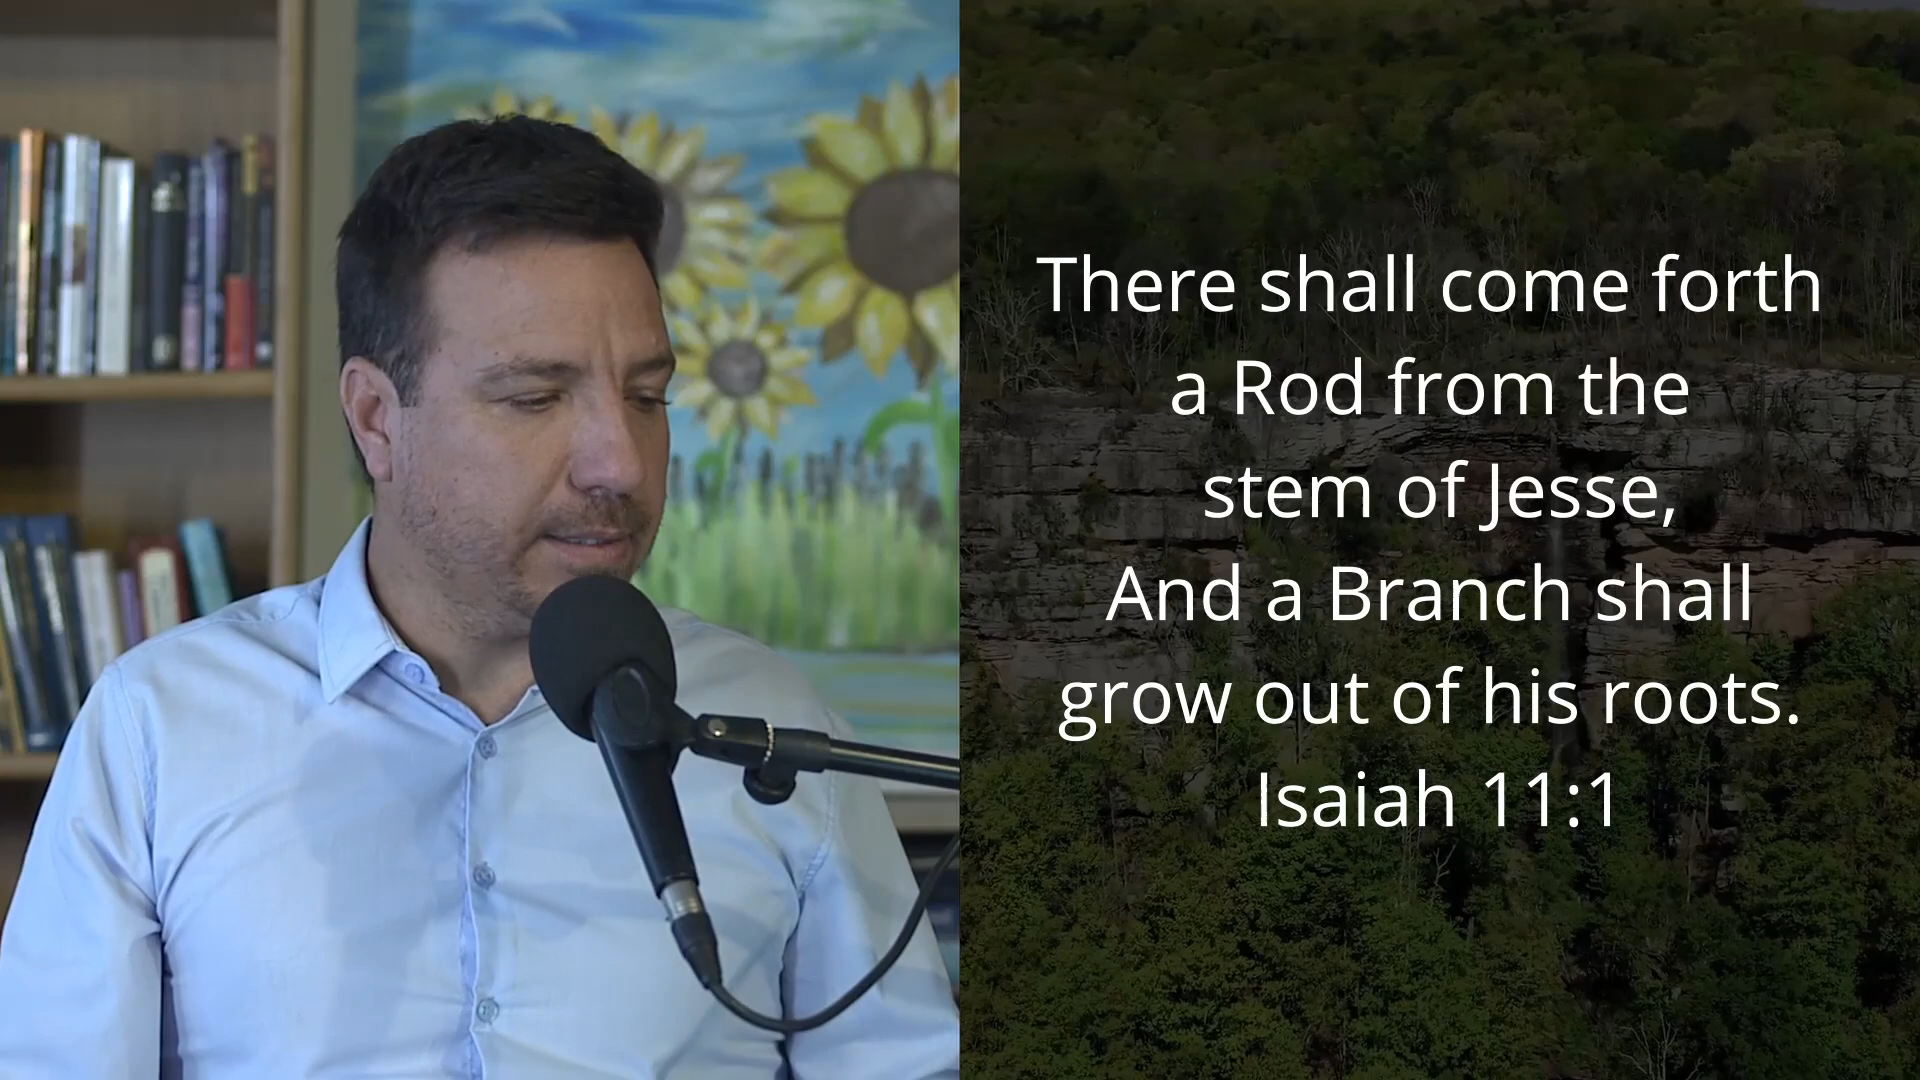 There shall come forth
a Rod from the
stem of Jesse,
And a Branch shall
grow out of his roots.
Isaiah 11:1